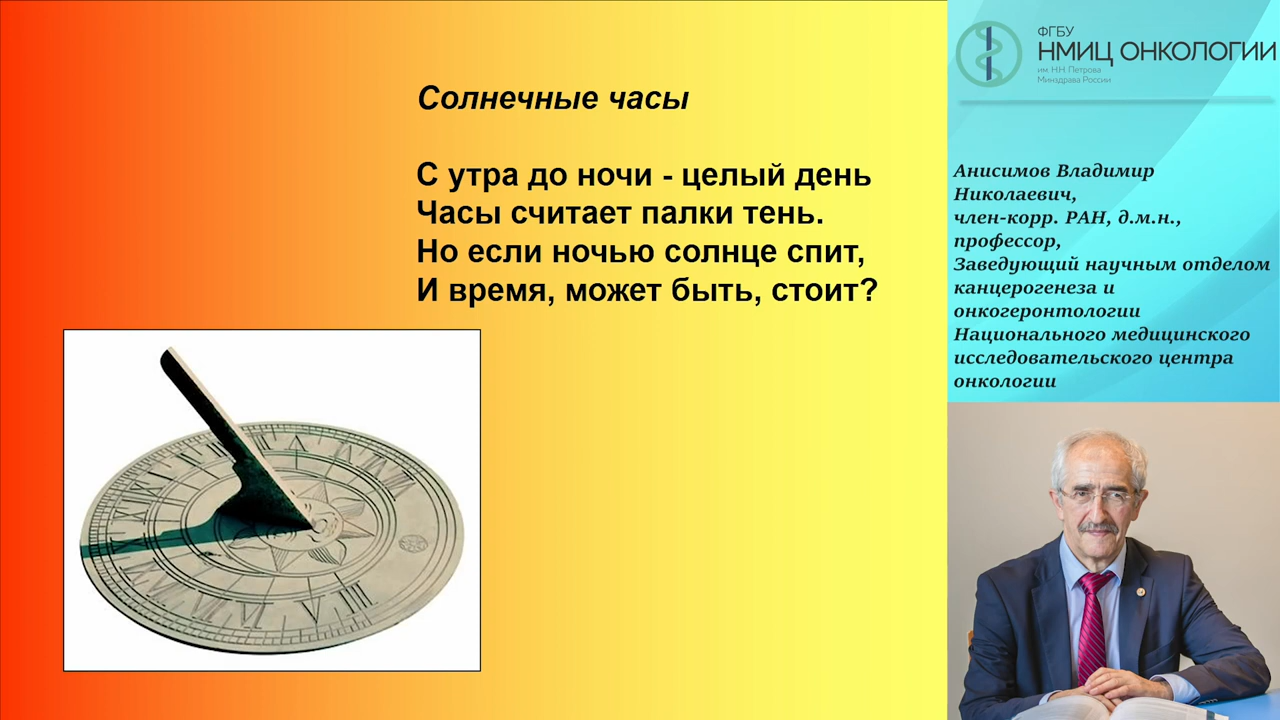 Солнечные часы
С утра до ночи - целый день
Часы считает палки тень.
Но если ночью солнце спит,
И время, может быть, стоит?
ФГБУ
НМИЦ ОНКОЛОГИИ
им. Н.Н. Петрова
Минздрава России
Анисимов Владимир
Николаевич,
член-корр. РАН, д.м.н.,
профессор,
Заведующий научным отделом
канцерогенеза и
онкогеронтологии
Национального медицинского
исследовательского центра
онкологии